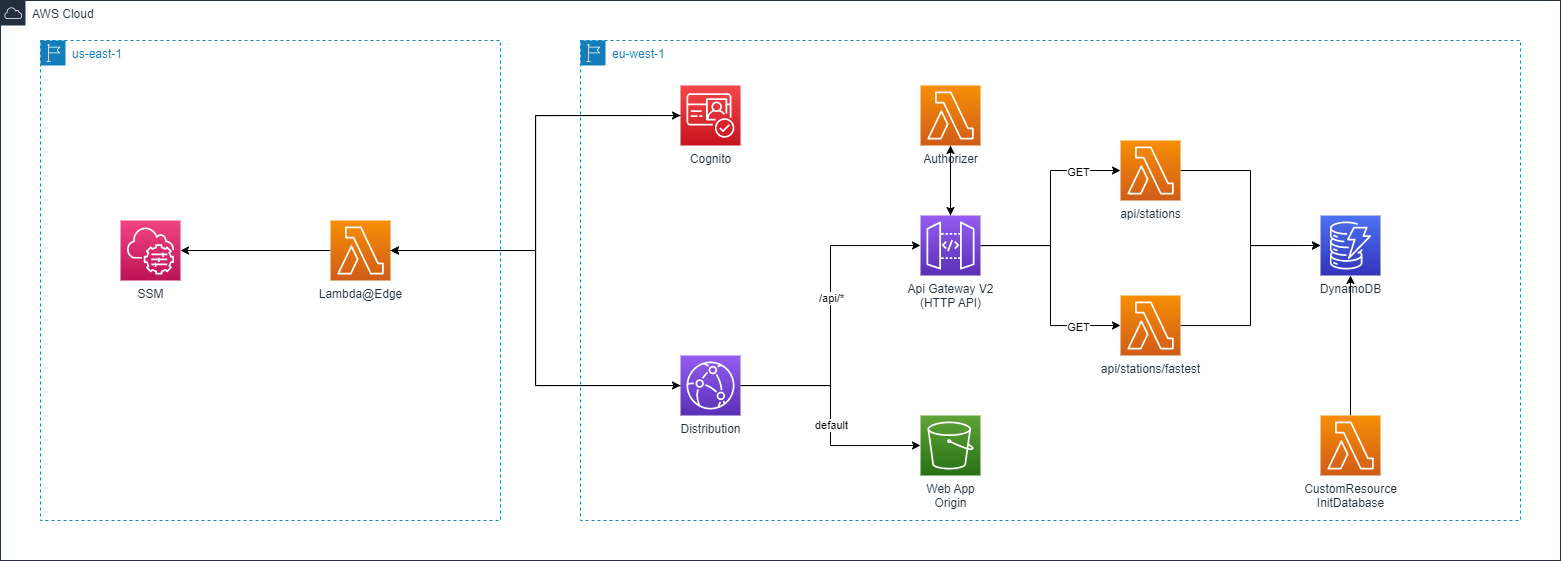 AWS Cloud
us-east-1
eu-west-1
Cognito
Authorizer
GET
api/stations
SSM
Lambda@Edge
/api/*
Api Gateway V2
(HTTP API)
DynamoDB
GET
api/stations/fastest
Distribution
default
Web App
Origin
CustomResource
InitDatabase